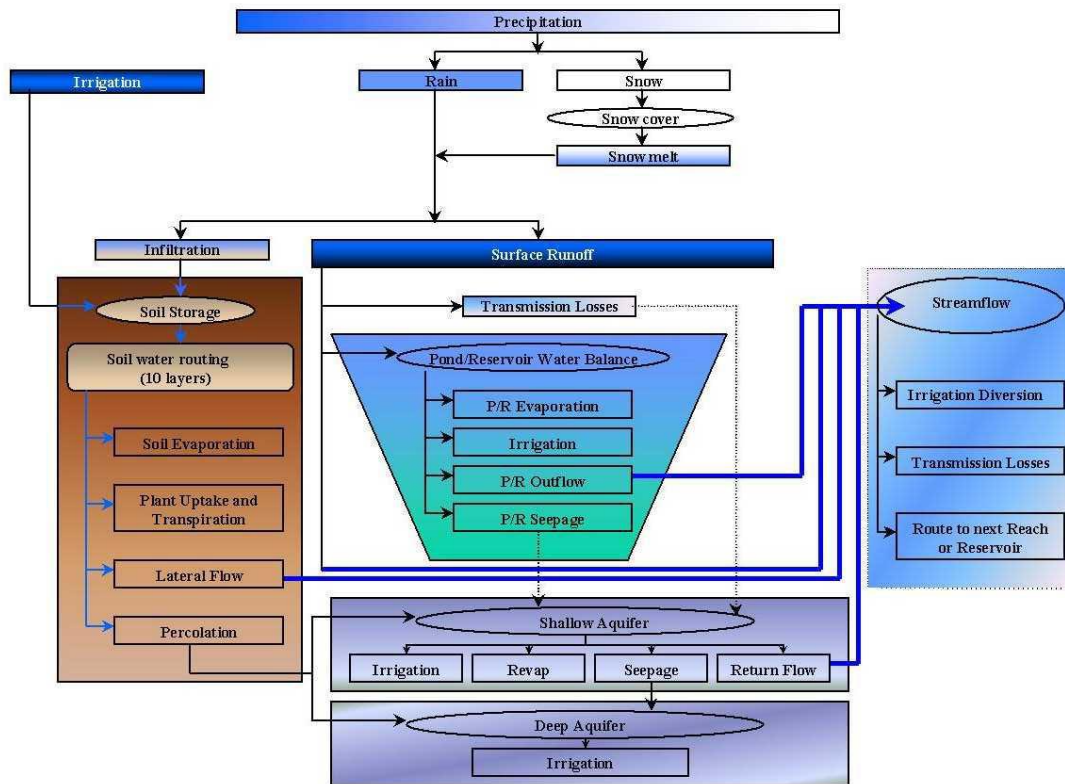 Precipitation
Irrigation
Rain
Snow
Snow cover
Snow melt
Infiltration
Surface Runoff
Soil Storage
Transmission Losses
Streamflow
Soil water routing
(10 layers)
Pond/Reservoir Water Balance
P/R Evaporation
Irrigation Diversion
Soil Evaporation
Irrigation
Transmission Losses
P/R Outflow
Plant Uptake and
Transpiration
P/R Seepage
Route to next Reach
or Reservoir
Lateral Flow
Percolation
Shallow Aquifer
Irrigation
Revap
Seepage
Return Flow
Deep Aquifer
Irrigation